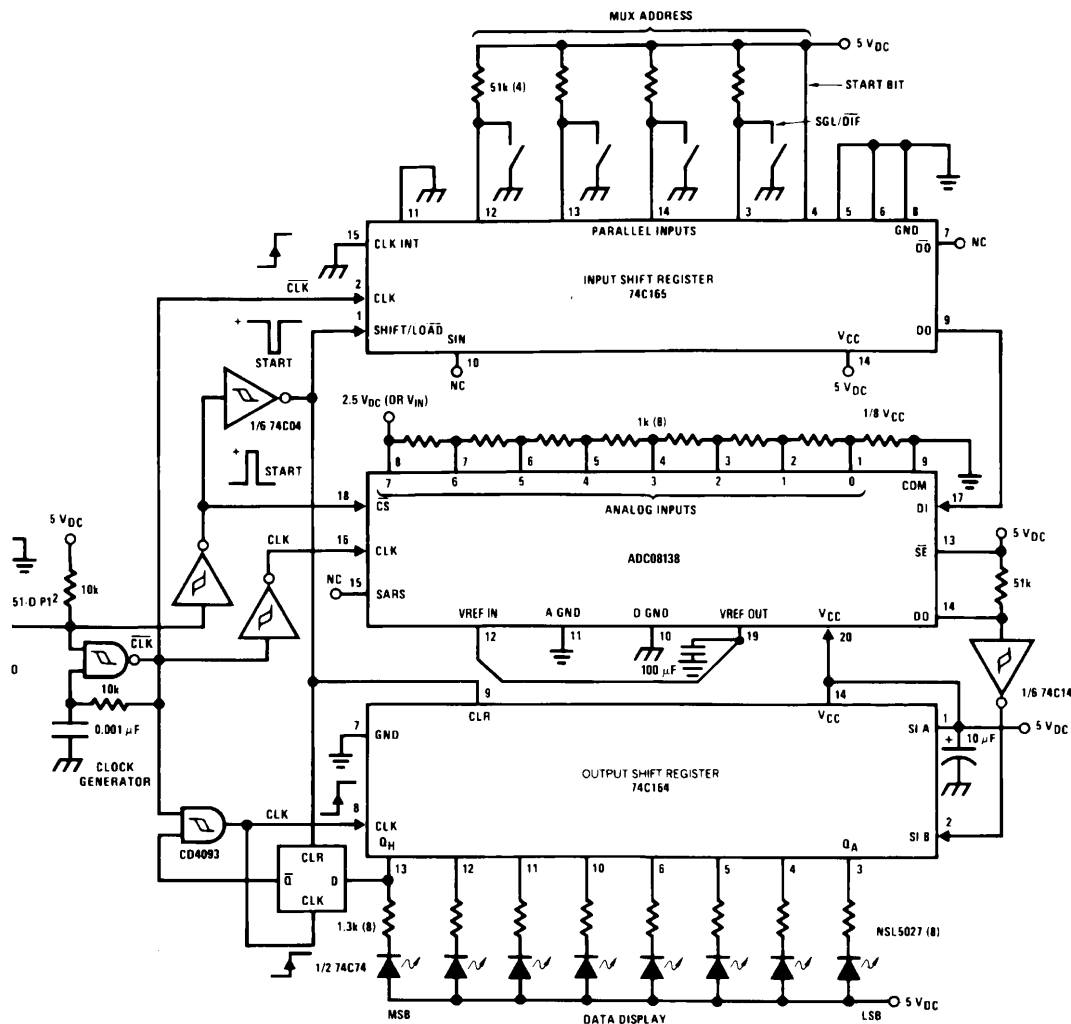 MUX ADDRESS
5 VDC
51k (4)
START BIT
SGL/DIF
11
12
13
14
3
4
5
6
8
GND
PARALLEL INPUTS
15
CLK INT
DO
7
NC
INPUT SHIFT REGISTER
74C165
CLK
2
CLK
1
SHIFT/LOAD
+
START
SIN
10
NC
VCC
14
5 VDC
DO
9
1/6 74C04
2.5 VDC (OR VIN)
1k (8)
1/8 VCC
+
START
8
7
6
5
4
3
2
1
9
7
6
5
4
3
2
1
0
COM
18
CS
ANALOG INPUTS
DI
17
CLK
16
CLK
ADC08138
SE
13
5 VDC
51k
NC
15
SARS
DO
14
5 VDC
10k
51-D P1²
CLK
0
VREF IN
A GND
D GND
VREF OUT
VCC
12
11
10
19
20
100 µF
1/6 74C14
10k
0.001 µF
CLOCK
GENERATOR
9
CLR
14
VCC
7
GND
SI A
1
5 VDC
+
10 µF
OUTPUT SHIFT REGISTER
74C164
CLK
8
CLK
CD4093
SI B
2
QH
QA
CLR
Q
D
CLK
13
12
11
10
6
5
4
3
1.3k (8)
NSL5027 (8)
1/2 74C74
5 VDC
MSB
DATA DISPLAY
LSB